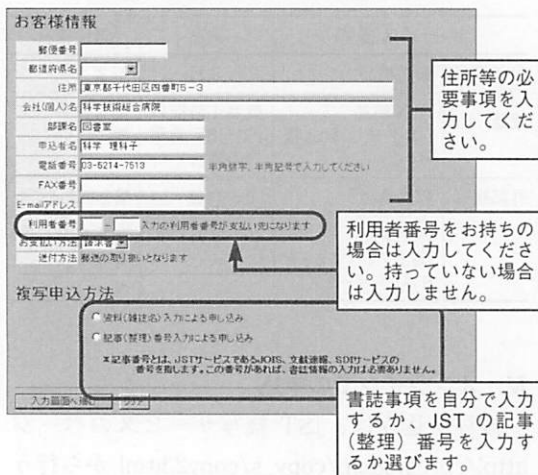 お客様情報
郵便番号
都道府県名
住所 東京都千代田区四番町5-3
会社(個人)名 科学技術総合病院
部課名 図書室
申込者名 科学 理科子
電話番号 03-5214-7513 半角数字、半角記号で入力してください
FAX番号
E-mailアドレス
利用者番号 - 入力の利用者番号が支払い先になります
お支払い方法 請求書
送付方法 郵送の取り扱いとなります
複写申込方法
資料(雑誌名)入力による申し込み
記事(整理)番号入力による申し込み
※記事番号とは、JSTサービスであるJOIS、文献速報、SDIサービスの
番号を指します。この番号があれば、書誌情報の入力は必要ありません。
入力画面へ進む クリア
住所等の必
要事項を入
力してくだ
さい。
利用者番号をお持ちの
場合は入力してくださ
い。持っていない場合
は入力しません。
書誌事項を自分で入力
するか、JST の記事
(整理)番号を入力す
るか選びます。